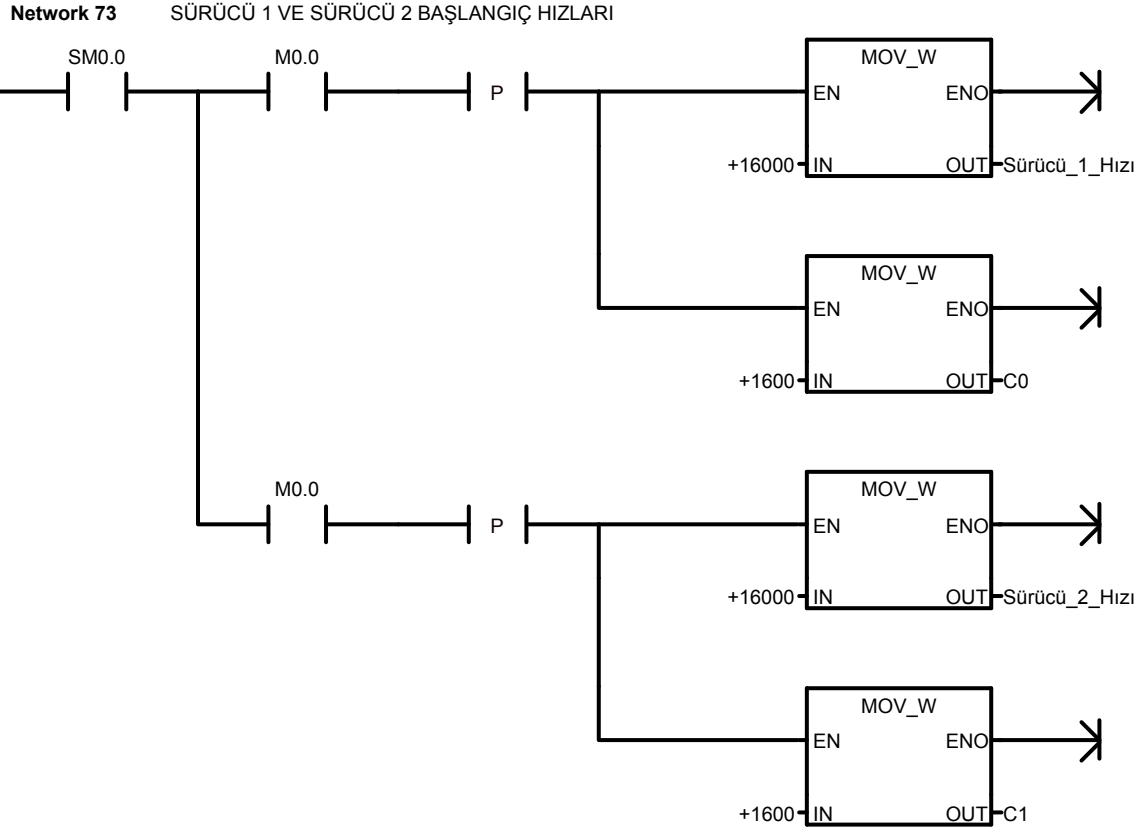 Network 73 SÜRÜCÜ 1 VE SÜRÜCÜ 2 BAŞLANGIÇ HIZLARI
SM0.0 M0.0 MOV_W
P EN ENO
+16000 IN OUT Sürücü_1_Hızı
MOV_W
EN ENO
+1600 IN OUT C0
M0.0 MOV_W
P EN ENO
+16000 IN OUT Sürücü_2_Hızı
MOV_W
EN ENO
+1600 IN OUT C1